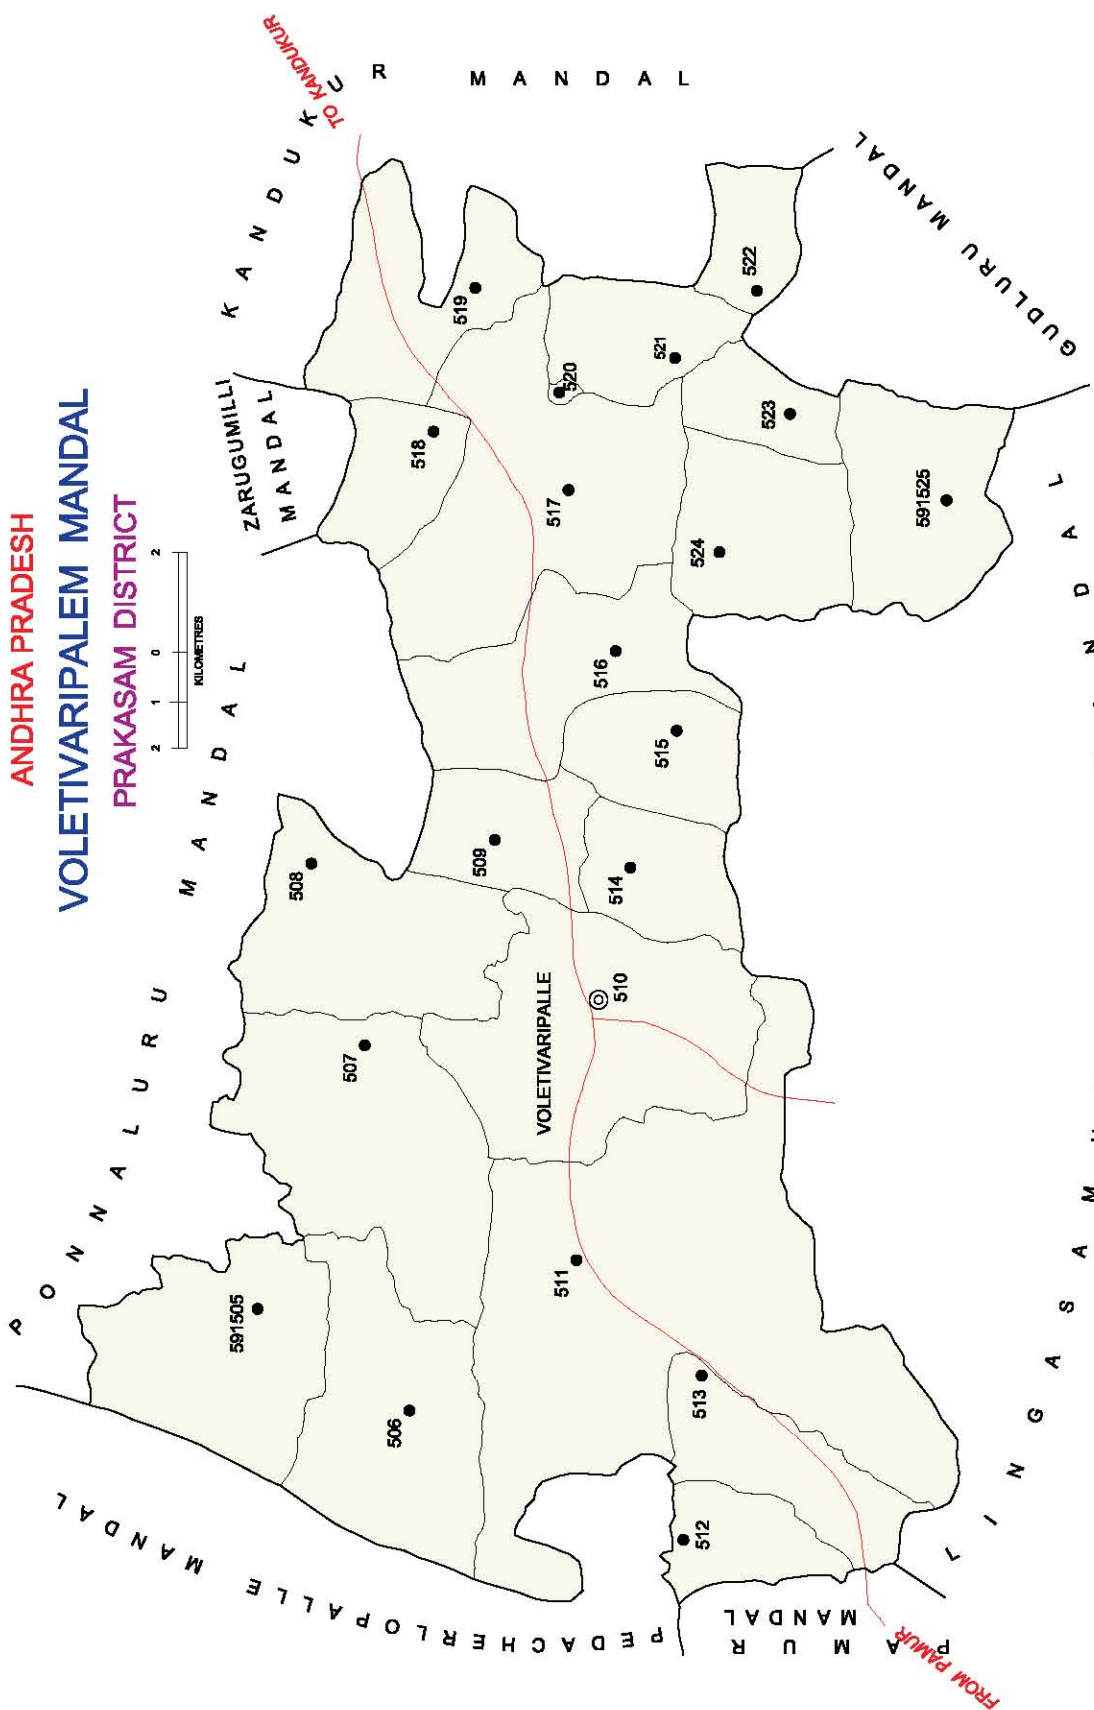 ANDHRA PRADESH
VOLETIVARIPALEM MANDAL
PRAKASAM DISTRICT
2 1 0 2
KILOMETRES
PONNALURU MANDAL
ZARUGUMILLI
MANDAL
KANDUKUR MANDAL
TO KANDUKUR
GUDLURU MANDAL
PEDACHERLOPALLE MANDAL
PAMUR
MANDAL
FROM PAMUR
591505
506
507
508
509
VOLETIVARIPALLE
510
511
512
513
514
515
516
517
518
519
520
521
522
523
524
591525